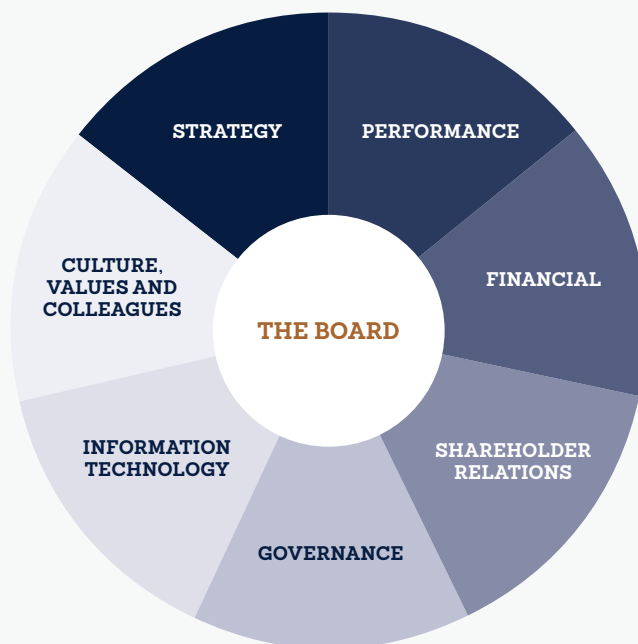 STRATEGY
PERFORMANCE
CULTURE,
VALUES AND
COLLEAGUES
FINANCIAL
THE BOARD
INFORMATION
TECHNOLOGY
SHAREHOLDER
RELATIONS
GOVERNANCE